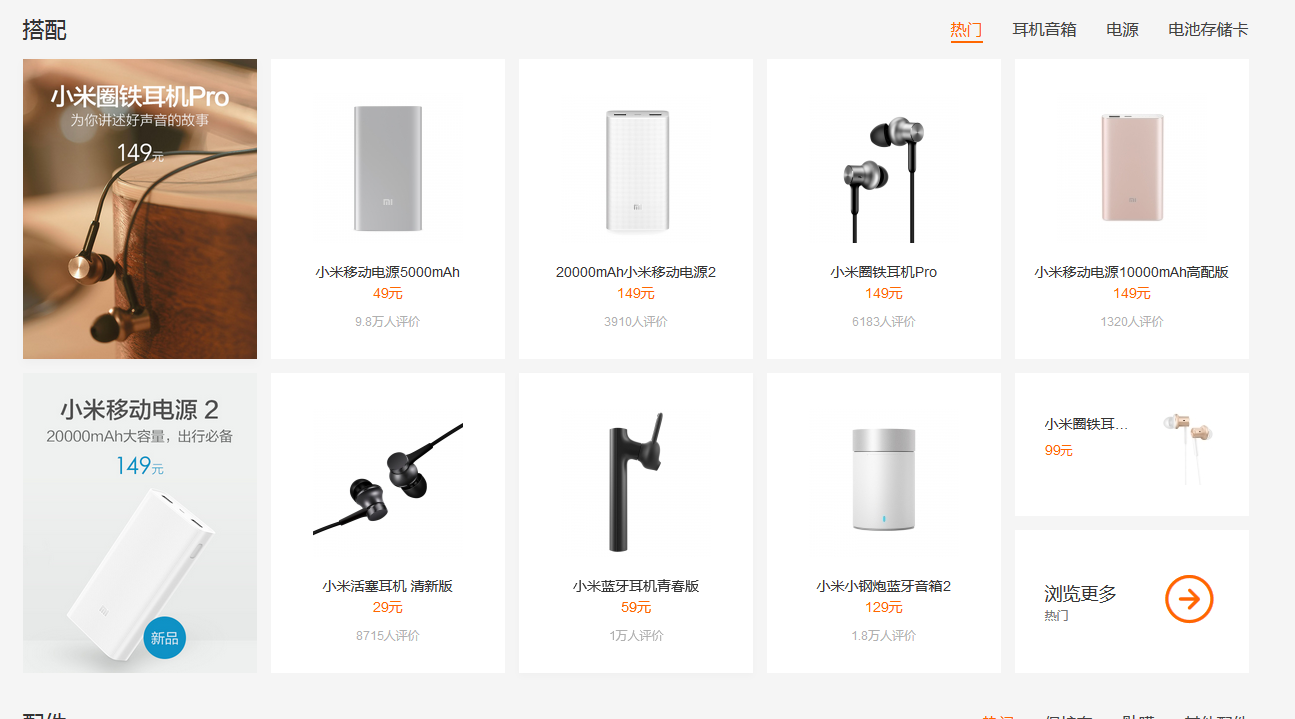 搭配
热门 耳机音箱 电源 电池存储卡
小米圈铁耳机Pro
为你讲述好声音的故事
149元
小米移动电源5000mAh
49元
9.8万人评价
20000mAh小米移动电源2
149元
3910人评价
小米圈铁耳机Pro
149元
6183人评价
小米移动电源10000mAh高配版
149元
1320人评价
小米移动电源 2
20000mAh大容量，出行必备
149元
新品
小米活塞耳机 清新版
29元
8715人评价
小米蓝牙耳机青春版
59元
1万人评价
小米小钢炮蓝牙音箱2
129元
1.8万人评价
小米圈铁耳...
99元
浏览更多
热门